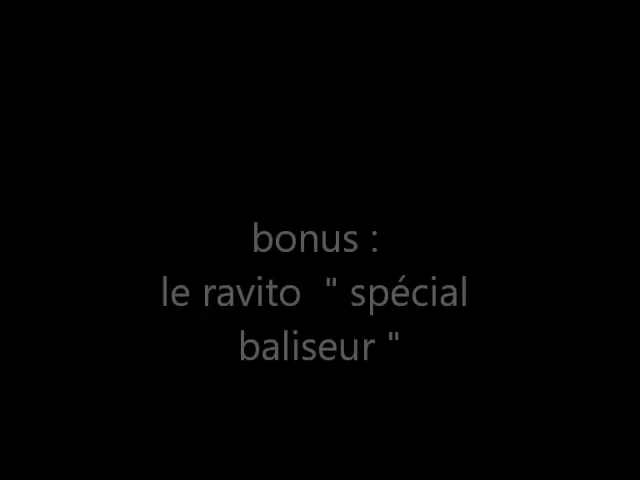 bonus :
le ravito  " spécial
baliseur "